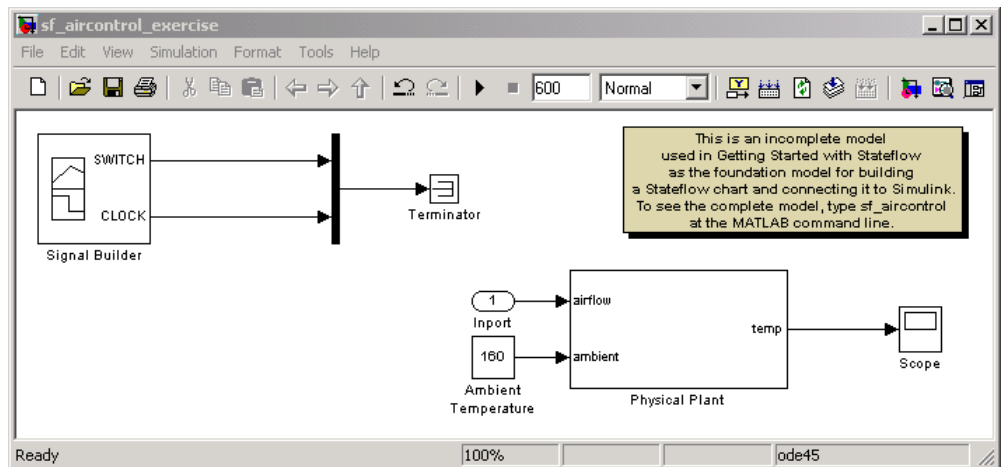 sf_aircontrol_exercise
File Edit View Simulation Format Tools Help
600 Normal
SWITCH
CLOCK
Signal Builder
Terminator
This is an incomplete model
used in Getting Started with Stateflow
as the foundation model for building
a Stateflow chart and connecting it to Simulink.
To see the complete model, type sf_aircontrol
at the MATLAB command line.
1
Inport
160
Ambient
Temperature
airflow
ambient
temp
Physical Plant
Scope
Ready 100% ode45